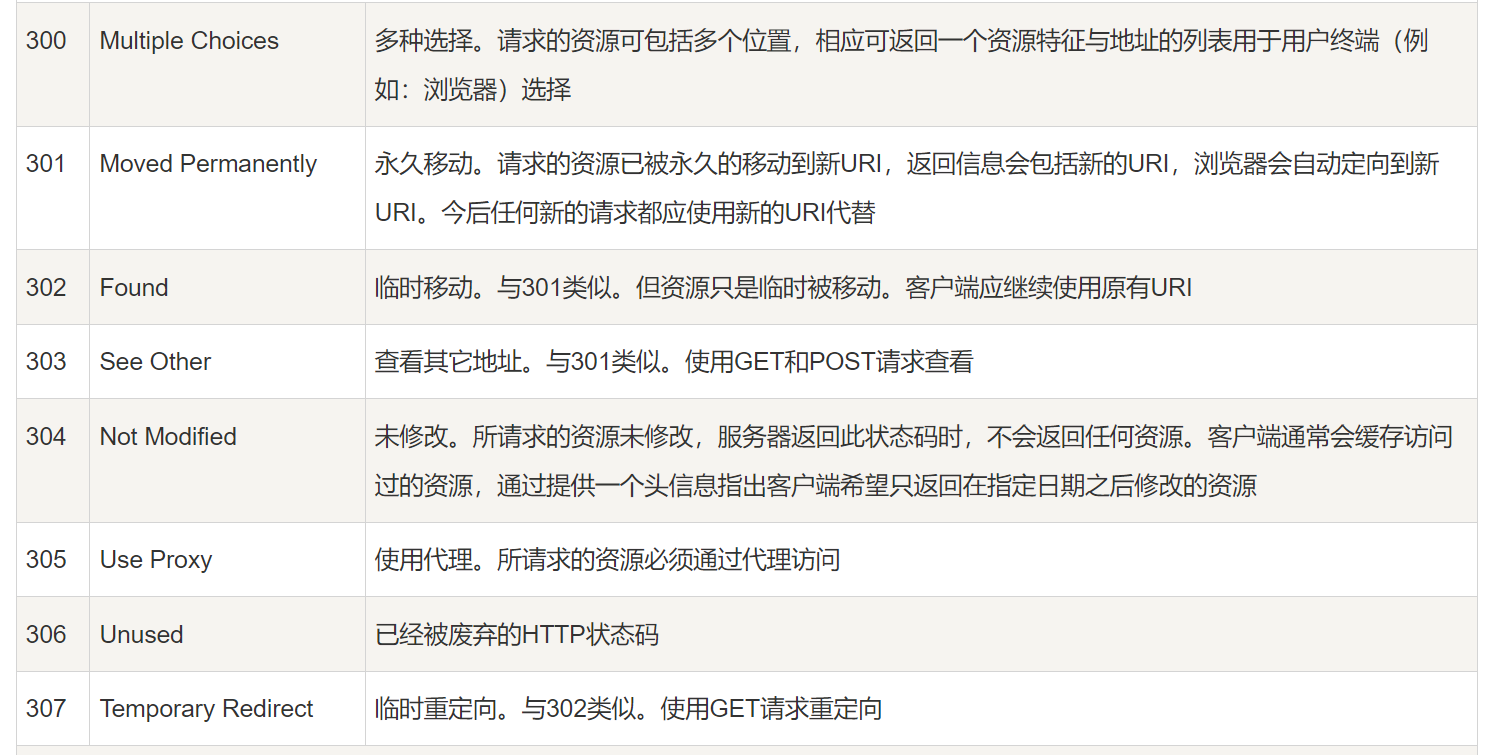 300 Multiple Choices 多种选择。请求的资源可包括多个位置，相应可返回一个资源特征与地址的列表用于用户终端（例
如：浏览器）选择
301 Moved Permanently 永久移动。请求的资源已被永久的移动到新URI，返回信息会包括新的URI，浏览器会自动定向到新
URI。今后任何新的请求都应使用新的URI代替
302 Found 临时移动。与301类似。但资源只是临时被移动。客户端应继续使用原有URI
303 See Other 查看其它地址。与301类似。使用GET和POST请求查看
304 Not Modified 未修改。所请求的资源未修改，服务器返回此状态码时，不会返回任何资源。客户端通常会缓存访问
过的资源，通过提供一个头信息指出客户端希望只返回在指定日期之后修改的资源
305 Use Proxy 使用代理。所请求的资源必须通过代理访问
306 Unused 已经被废弃的HTTP状态码
307 Temporary Redirect 临时重定向。与302类似。使用GET请求重定向